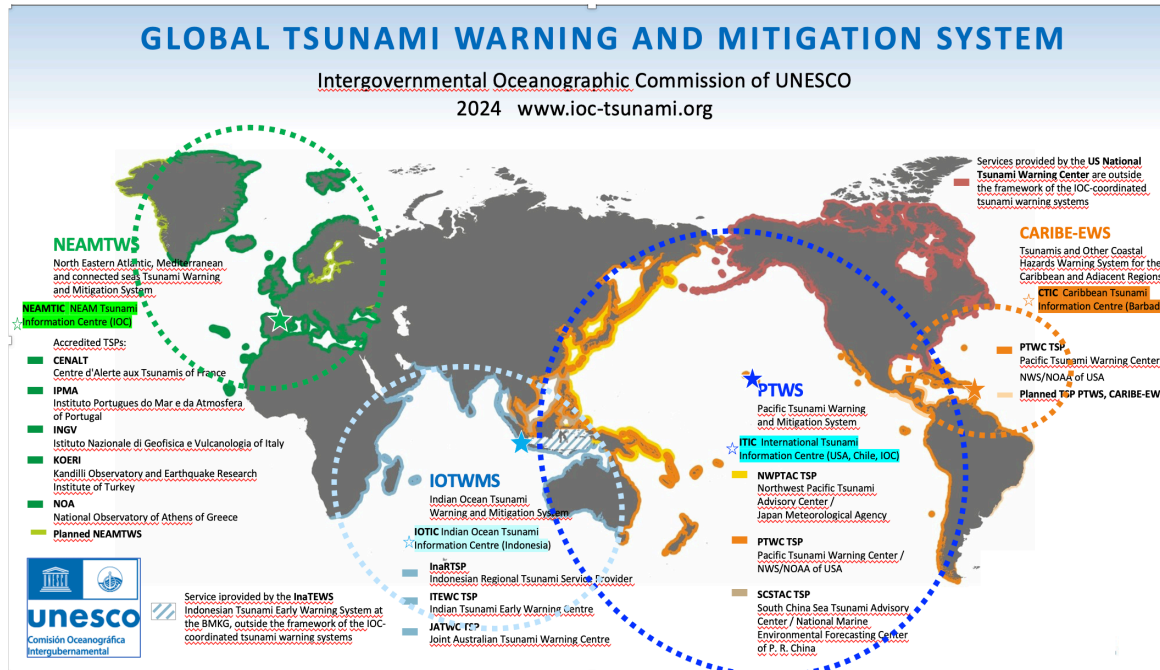 GLOBAL TSUNAMI WARNING AND MITIGATION SYSTEM
Intergovernmental Oceanographic Commission of UNESCO
2024 www.ioc-tsunami.org
Services provided by the US National
Tsunami Warning Center are outside
the framework of the IOC-coordinated
tsunami warning systems
NEAMTWS
North Eastern Atlantic, Mediterranean
and connected seas Tsunami Warning
and Mitigation System
NEAMTIC NEAM Tsunami
Information Centre (IOC)
Accredited TSPs:
CENALT
Centre d'Alerte aux Tsunamis of France
IPMA
Instituto Portugues do Mar e da Atmosfera
of Portugal
INGV
Istituto Nazionale di Geofisica e Vulcanologia of Italy
KOERI
Kandilli Observatory and Earthquake Research
Institute of Turkey
NOA
National Observatory of Athens of Greece
Planned NEAMTWS
CARIBE-EWS
Tsunamis and Other Coastal
Hazards Warning System for the
Caribbean and Adjacent Regions
CTIC Caribbean Tsunami
Information Centre (Barbad
PTWC TSP
Pacific Tsunami Warning Center
NWS/NOAA of USA
Planned TSP PTWS, CARIBE-EW
PTWS
Pacific Tsunami Warning
and Mitigation System
ITIC International Tsunami
Information Centre (USA, Chile, IOC)
NWPTAC TSP
Northwest Pacific Tsunami
Advisory Center /
Japan Meteorological Agency
PTWC TSP
Pacific Tsunami Warning Center /
NWS/NOAA of USA
SCSTAC TSP
South China Sea Tsunami Advisory
Center / National Marine
Environmental Forecasting Center
of P. R. China
IOTWMS
Indian Ocean Tsunami
Warning and Mitigation System
IOTIC Indian Ocean Tsunami
Information Centre (Indonesia)
InaRTSP
Indonesian Regional Tsunami Service Provider
ITEWC TSP
Indian Tsunami Early Warning Centre
JATWC TSP
Joint Australian Tsunami Warning Centre
Service iprovided by the InaTEWS
Indonesian Tsunami Early Warning System at
the BMKG, outside the framework of the IOC-
coordinated tsunami warning systems
unesco
Comisión Oceanográfica
Intergubernamental